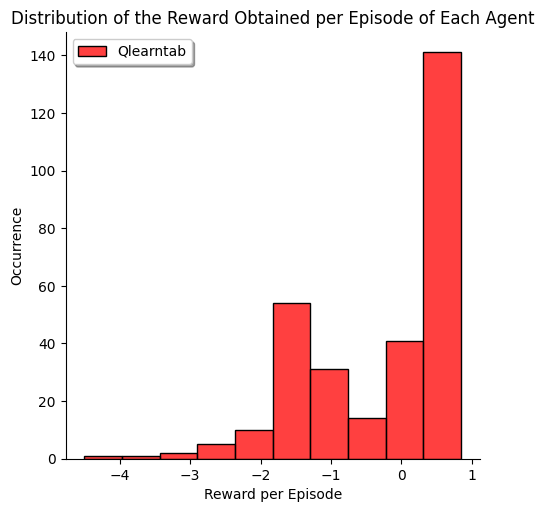 Distribution of the Reward Obtained per Episode of Each Agent
Qlearntab
140
120
100
80
60
40
20
0
Occurrence
−4 −3 −2 −1 0 1
Reward per Episode